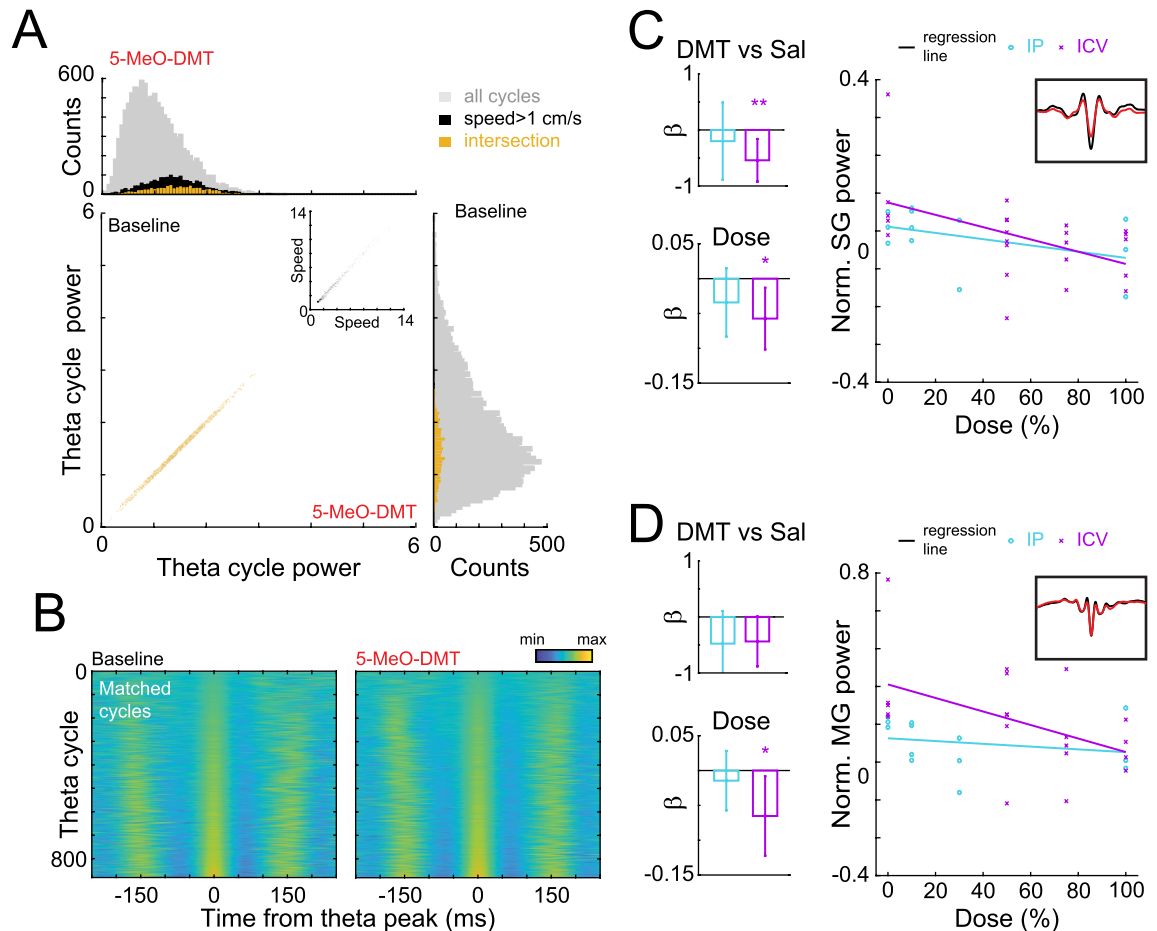 A
5-MeO-DMT
600
Counts
0
all cycles
speed>1 cm/s
intersection
6
Baseline
14
Speed
0
0
Speed
14
Baseline
Theta cycle power
5-MeO-DMT
0
0
6
0
500
Theta cycle power
Counts
B
min
max
Baseline
5-MeO-DMT
0
Matched
cycles
Theta cycle
800
-150
0
150
-150
0
150
Time from theta peak (ms)
C
DMT vs Sal
1
β
**
-1
Dose
0.05
β
*
-0.15
regression
line
IP
ICV
0.4
Norm. SG power
0
-0.4
0
20
40
60
80
100
Dose (%)
D
DMT vs Sal
1
β
-1
Dose
0.05
β
*
-0.15
regression
line
IP
ICV
0.8
Norm. MG power
0
-0.4
0
20
40
60
80
100
Dose (%)